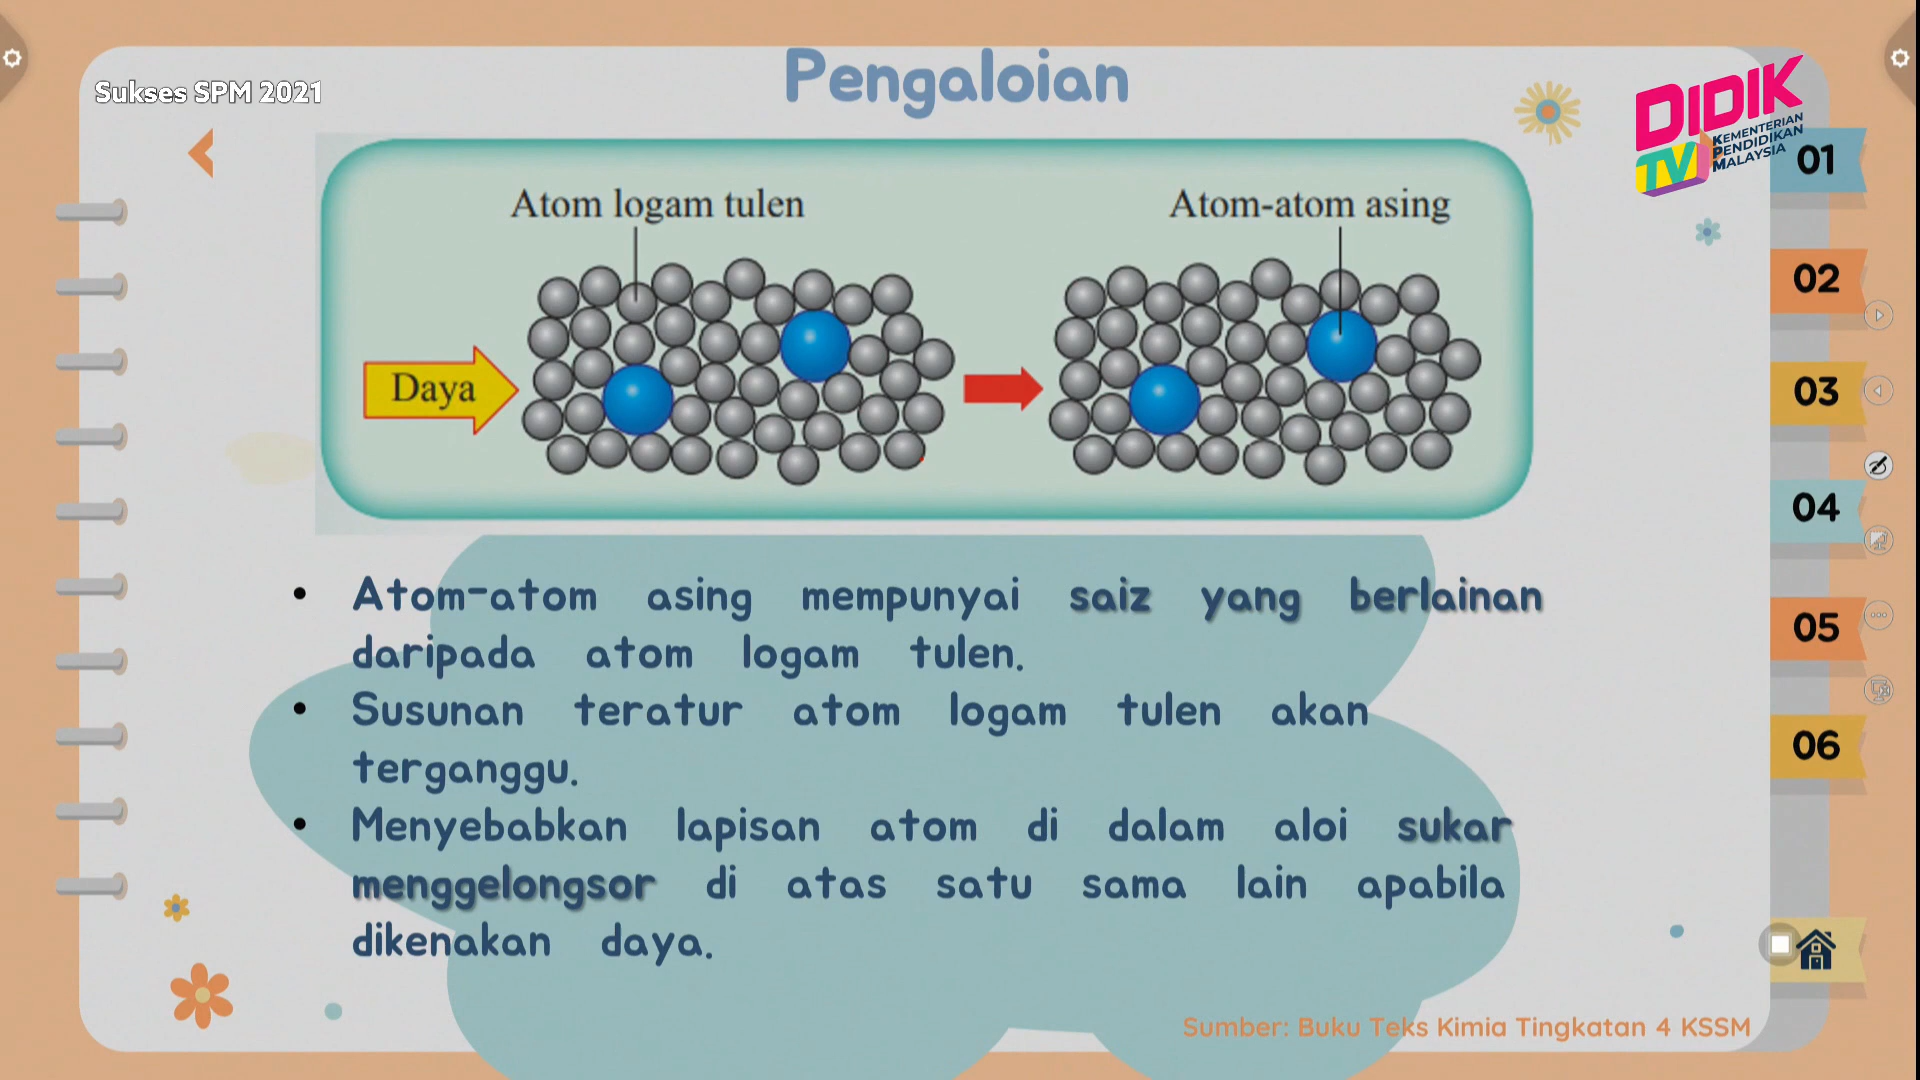 Pengaloian
Sukses SPM 2021
DIDIK
TV
KEMENTERIAN
PENDIDIKAN
MALAYSIA
01
Atom logam tulen
Atom-atom asing
02
Daya
03
04
• Atom-atom asing mempunyai saiz yang berlainan
daripada atom logam tulen.
05
• Susunan teratur atom logam tulen akan
terganggu.
06
• Menyebabkan lapisan atom di dalam aloi sukar
menggelongsor di atas satu sama lain apabila
dikenakan daya.
Sumber: Buku Teks Kimia Tingkatan 4 KSSM